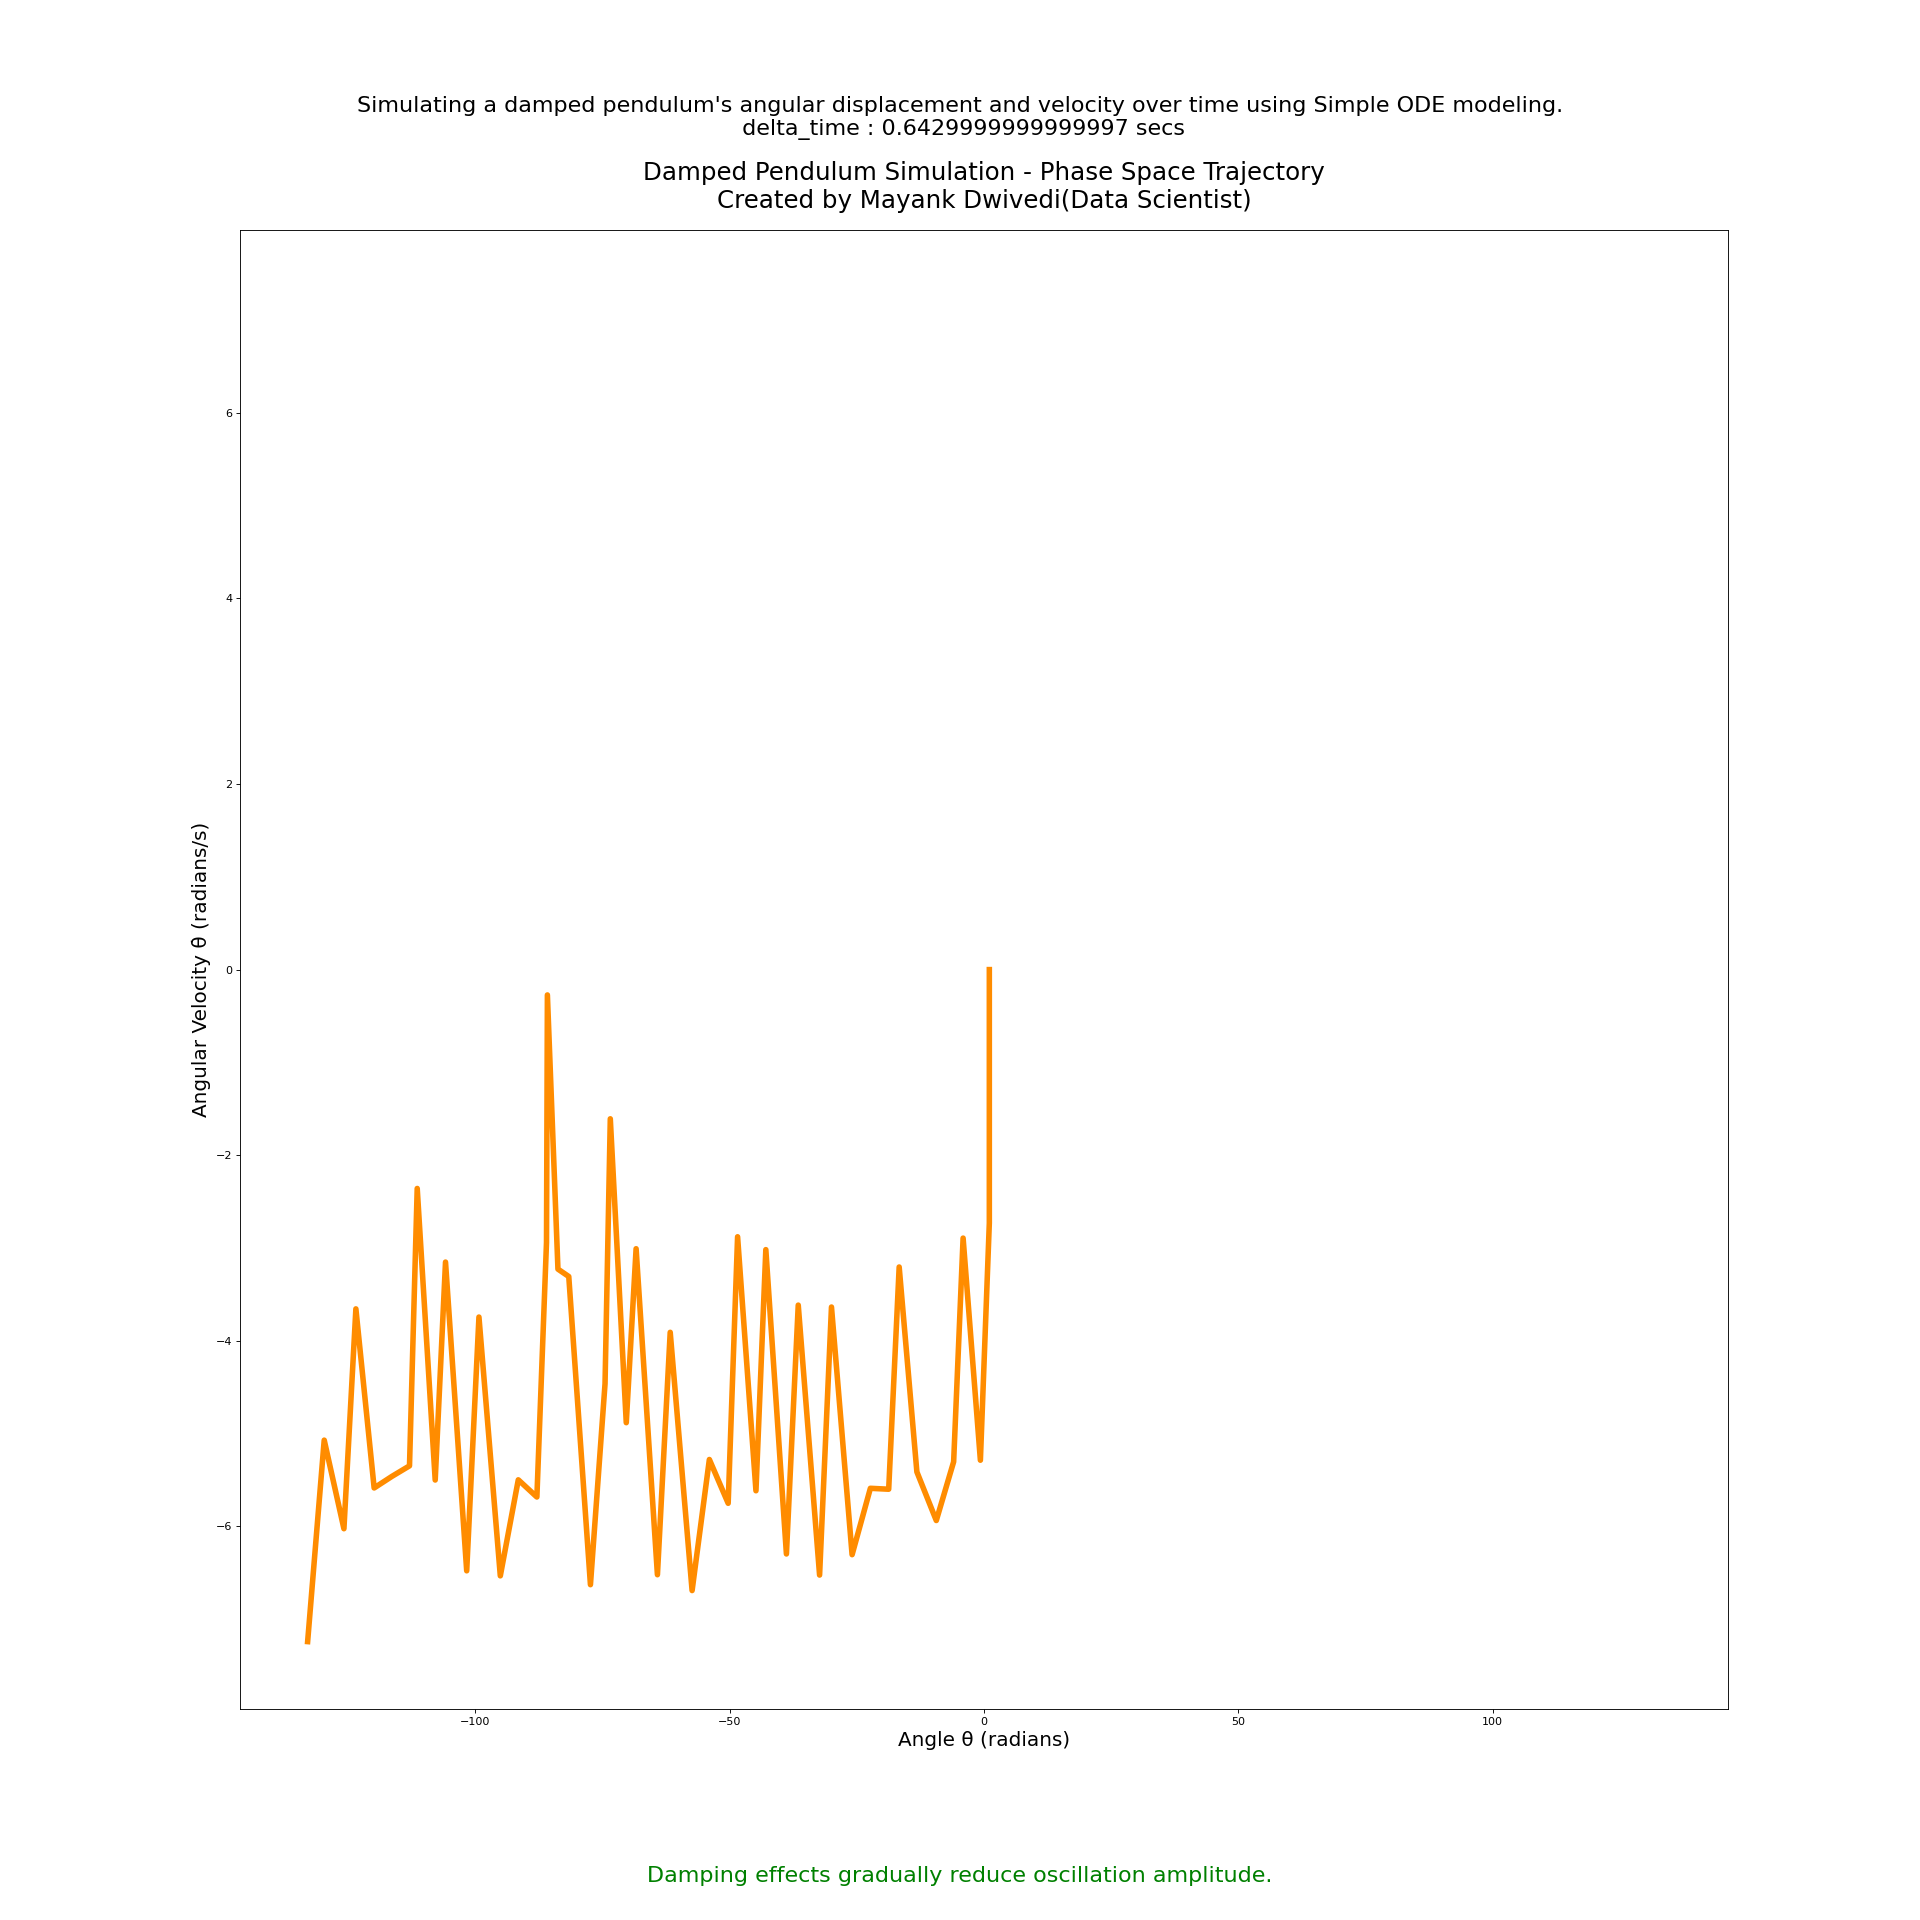 Simulating a damped pendulum's angular displacement and velocity over time using Simple ODE modeling.
delta_time : 0.6429999999999997 secs
Damped Pendulum Simulation - Phase Space Trajectory
Created by Mayank Dwivedi(Data Scientist)
6
4
2
0
−2
−4
−6
Angular Velocity θ (radians/s)
−100
−50
0
50
100
Angle θ (radians)
Damping effects gradually reduce oscillation amplitude.